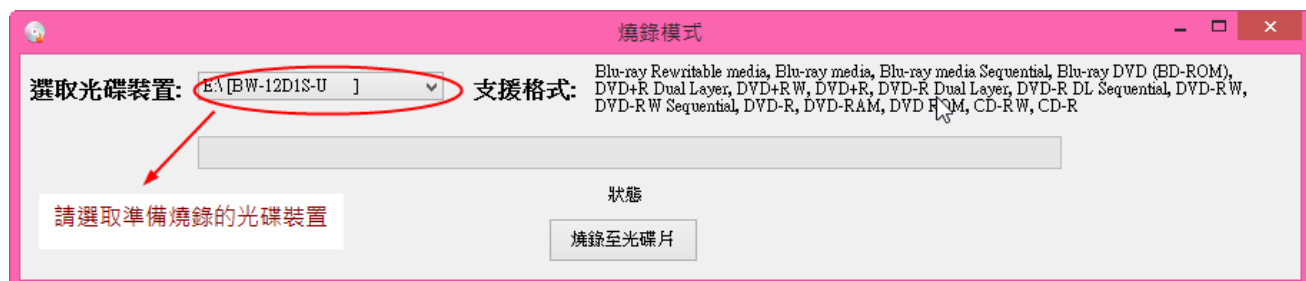 燒錄模式
選取光碟裝置: E:\ [BW-12D1S-U ] 支援格式:
Blu-ray Rewritable media, Blu-ray media, Blu-ray media Sequential, Blu-ray DVD (BD-ROM),
DVD+R Dual Layer, DVD+RW, DVD+R, DVD-R Dual Layer, DVD-R DL Sequential, DVD-RW,
DVD-RW Sequential, DVD-R, DVD-RAM, DVD ROM, CD-RW, CD-R
狀態
請選取準備燒錄的光碟裝置
燒錄至光碟片